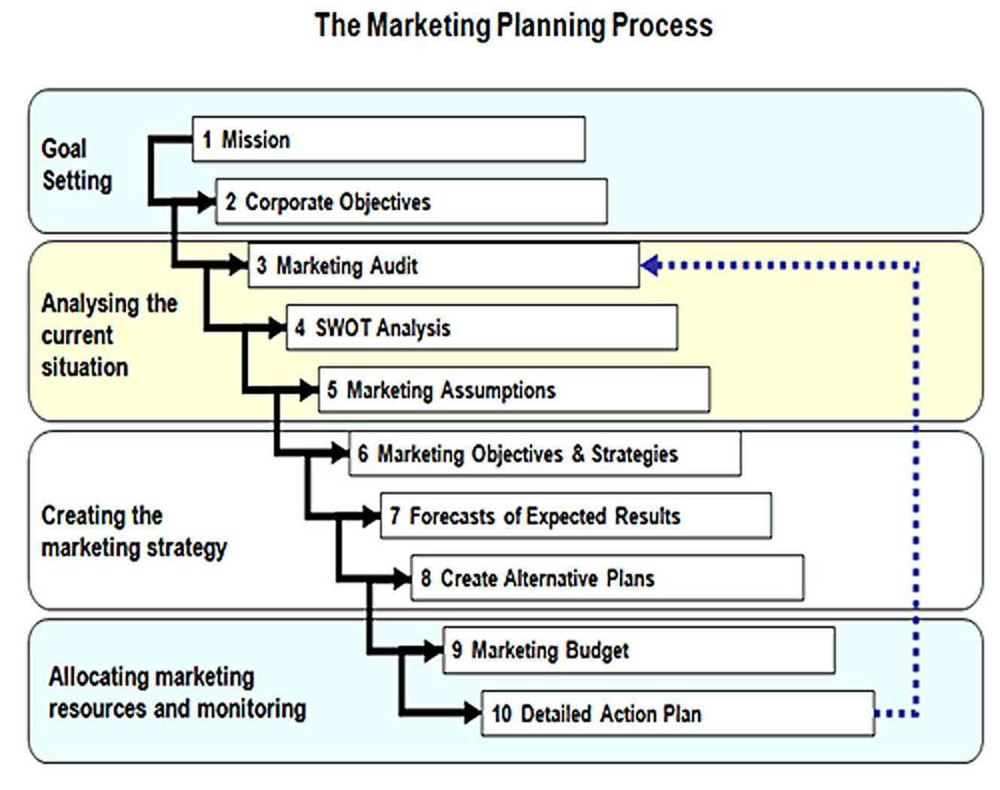 The Marketing Planning Process
Goal
Setting
1 Mission
2 Corporate Objectives
Analysing the
current
situation
3 Marketing Audit
4 SWOT Analysis
5 Marketing Assumptions
Creating the
marketing strategy
6 Marketing Objectives & Strategies
7 Forecasts of Expected Results
8 Create Alternative Plans
Allocating marketing
resources and monitoring
9 Marketing Budget
10 Detailed Action Plan